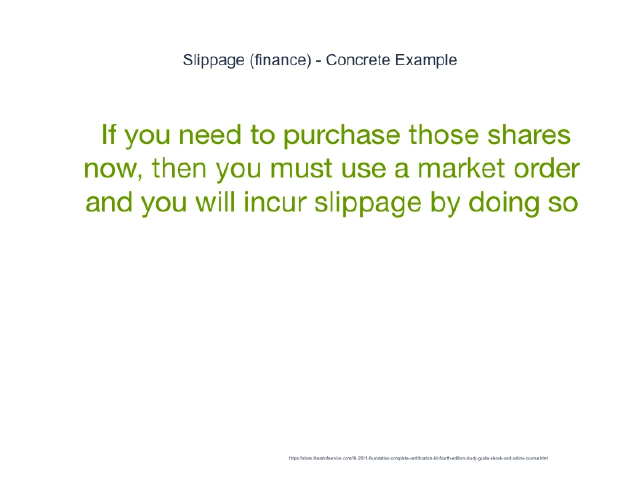 Slippage (finance) - Concrete Example
If you need to purchase those shares
now, then you must use a market order
and you will incur slippage by doing so